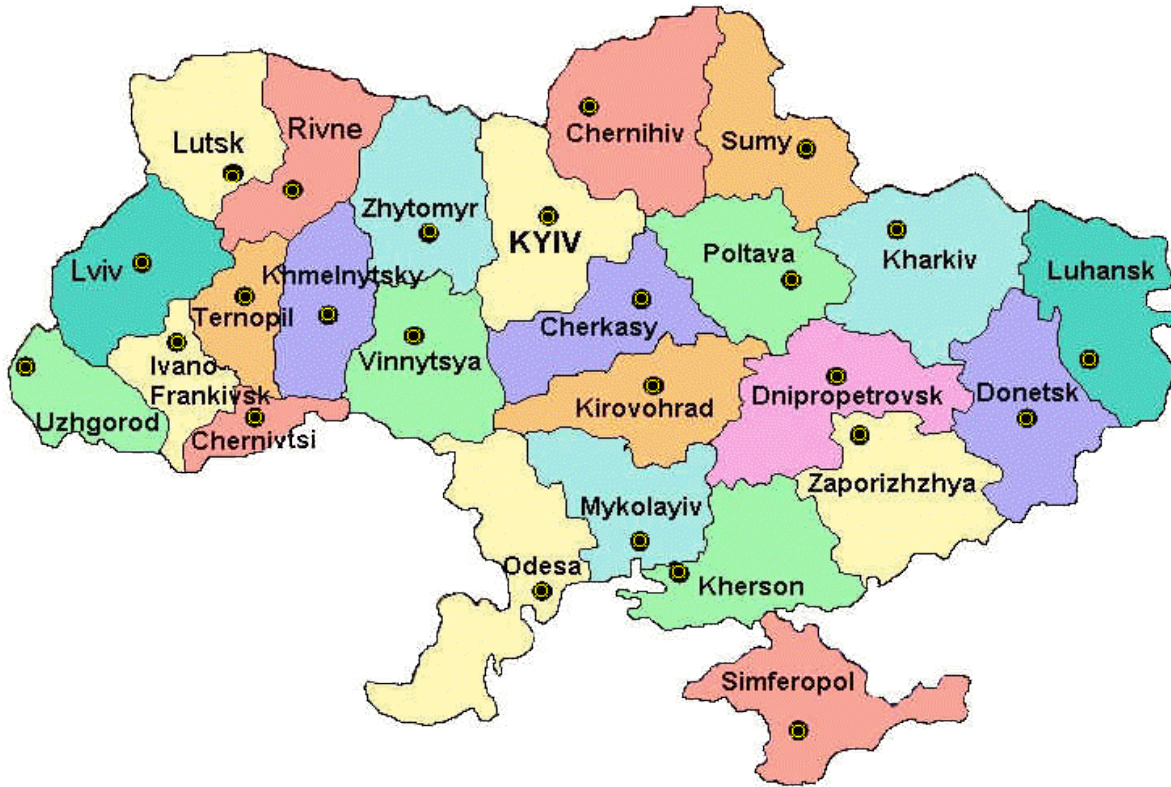 Chernihiv
Rivne
Lutsk
Sumy
Zhytomyr
KYIV
Poltava
Kharkiv
Lviv
Khmelnytsky
Luhansk
Ternopil
Cherkasy
Vinnytsya
Ivano-
Frankivsk
Uzhgorod
Chernivtsi
Kirovohrad
Dnipropetrovsk
Donetsk
Zaporizhzhya
Mykolayiv
Odesa
Kherson
Simferopol